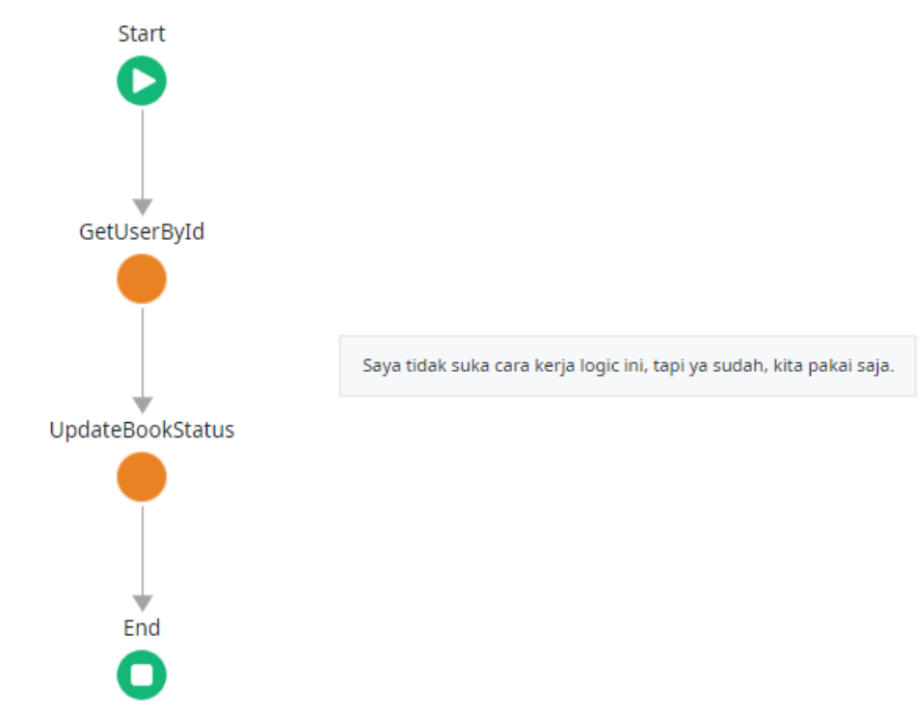 Start
GetUserById
Saya tidak suka cara kerja logic ini, tapi ya sudah, kita pakai saja.
UpdateBookStatus
End